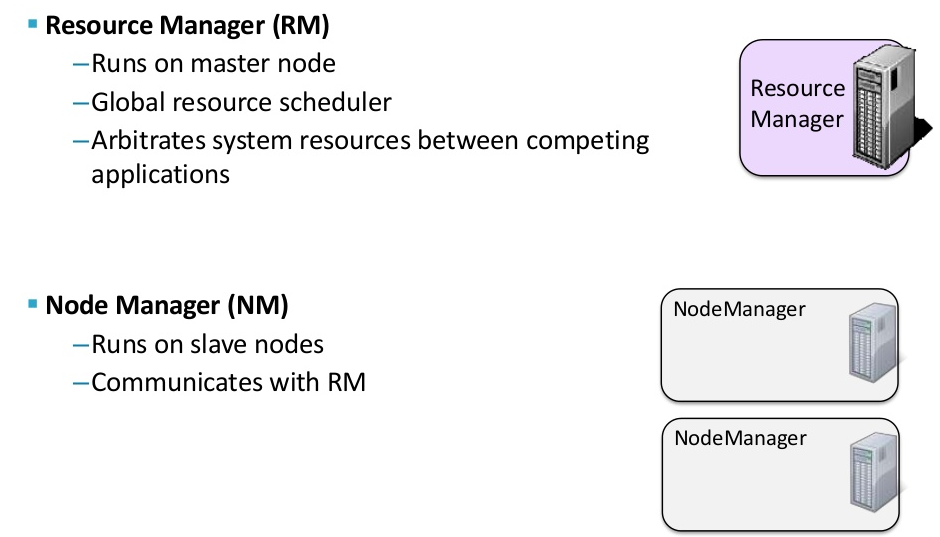 ▪ Resource Manager (RM)
–Runs on master node
–Global resource scheduler
–Arbitrates system resources between competing
applications
Resource
Manager
▪ Node Manager (NM)
–Runs on slave nodes
–Communicates with RM
NodeManager
NodeManager